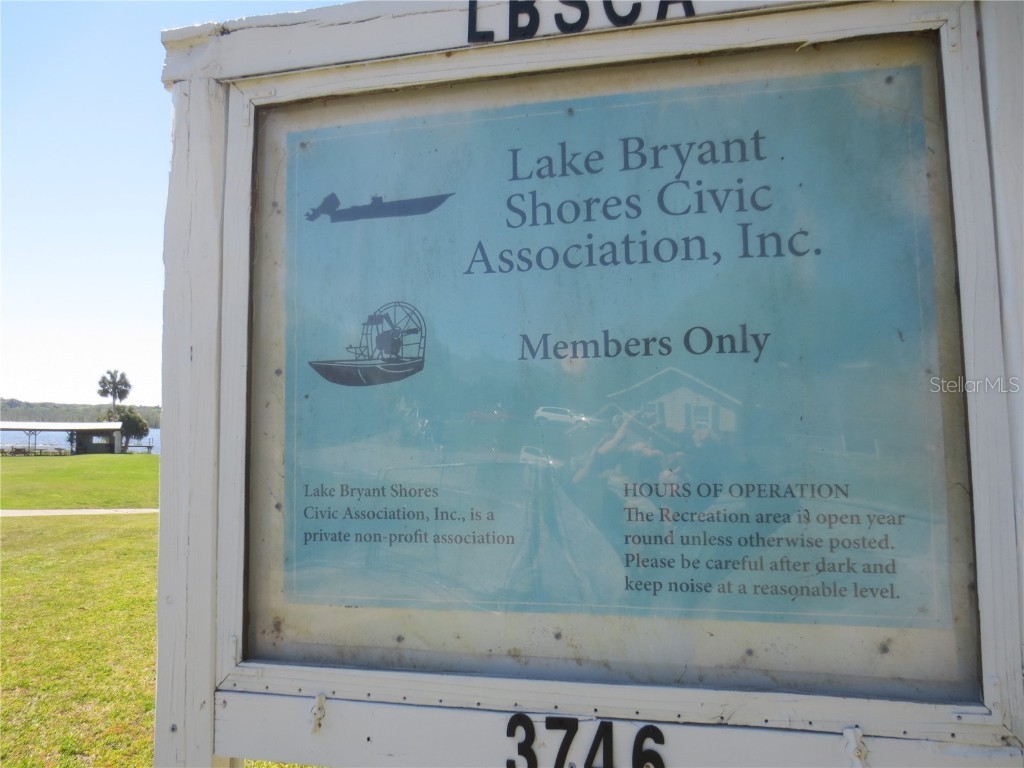 LBSCA
Lake Bryant
Shores Civic
Association, Inc.
Members Only
Lake Bryant Shores
Civic Association, Inc., is a
private non-profit association
HOURS OF OPERATION
The Recreation area is open year
round unless otherwise posted.
Please be careful after dark and
keep noise at a reasonable level.
3746
StellarMLS